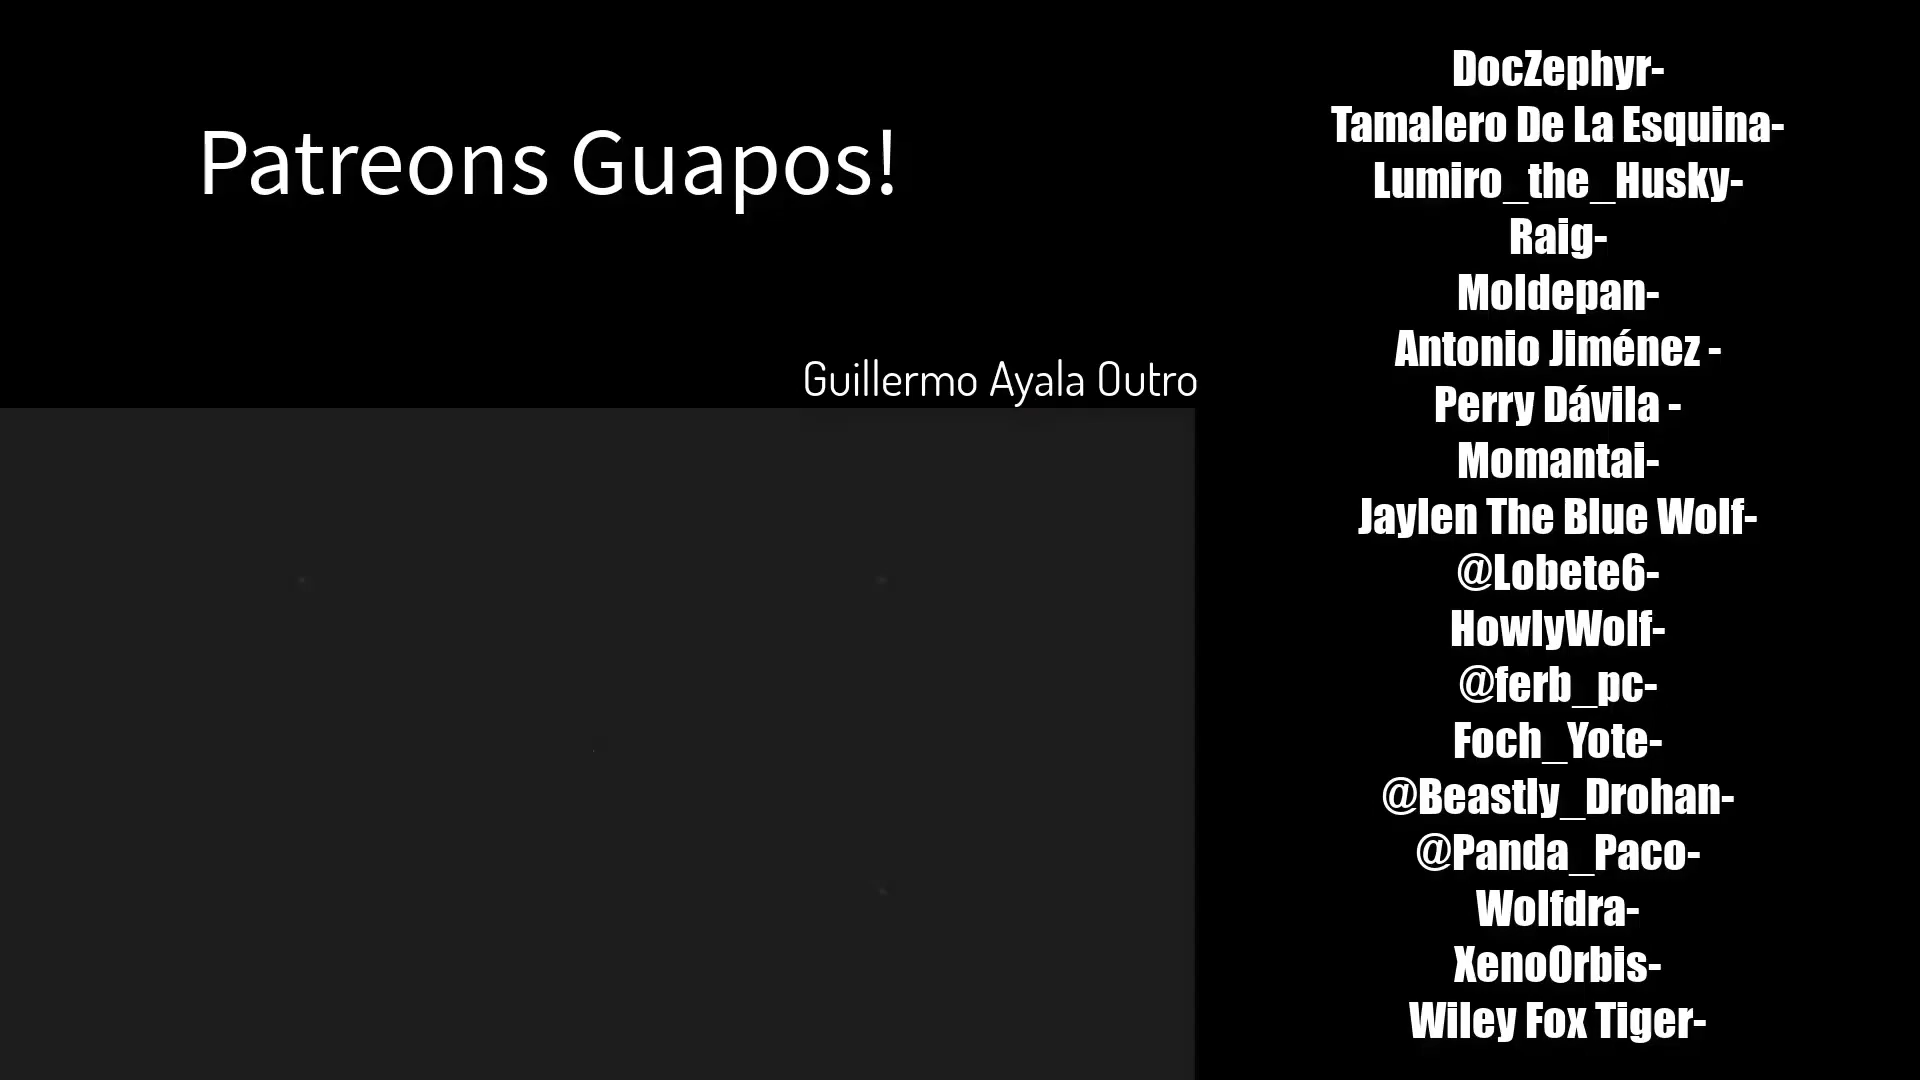 Patreons Guapos!
Guillermo Ayala Outro
DocZephyr-
Tamalero De La Esquina-
Lumiro_the_Husky-
Raig-
Moldepan-
Antonio Jiménez -
Perry Dávila -
Momantai-
Jaylen The Blue Wolf-
@Lobete6-
HowlyWolf-
@ferb_pc-
Foch_Yote-
@Beastly_Drohan-
@Panda_Paco-
Wolfdra-
XenoOrbis-
Wiley Fox Tiger-